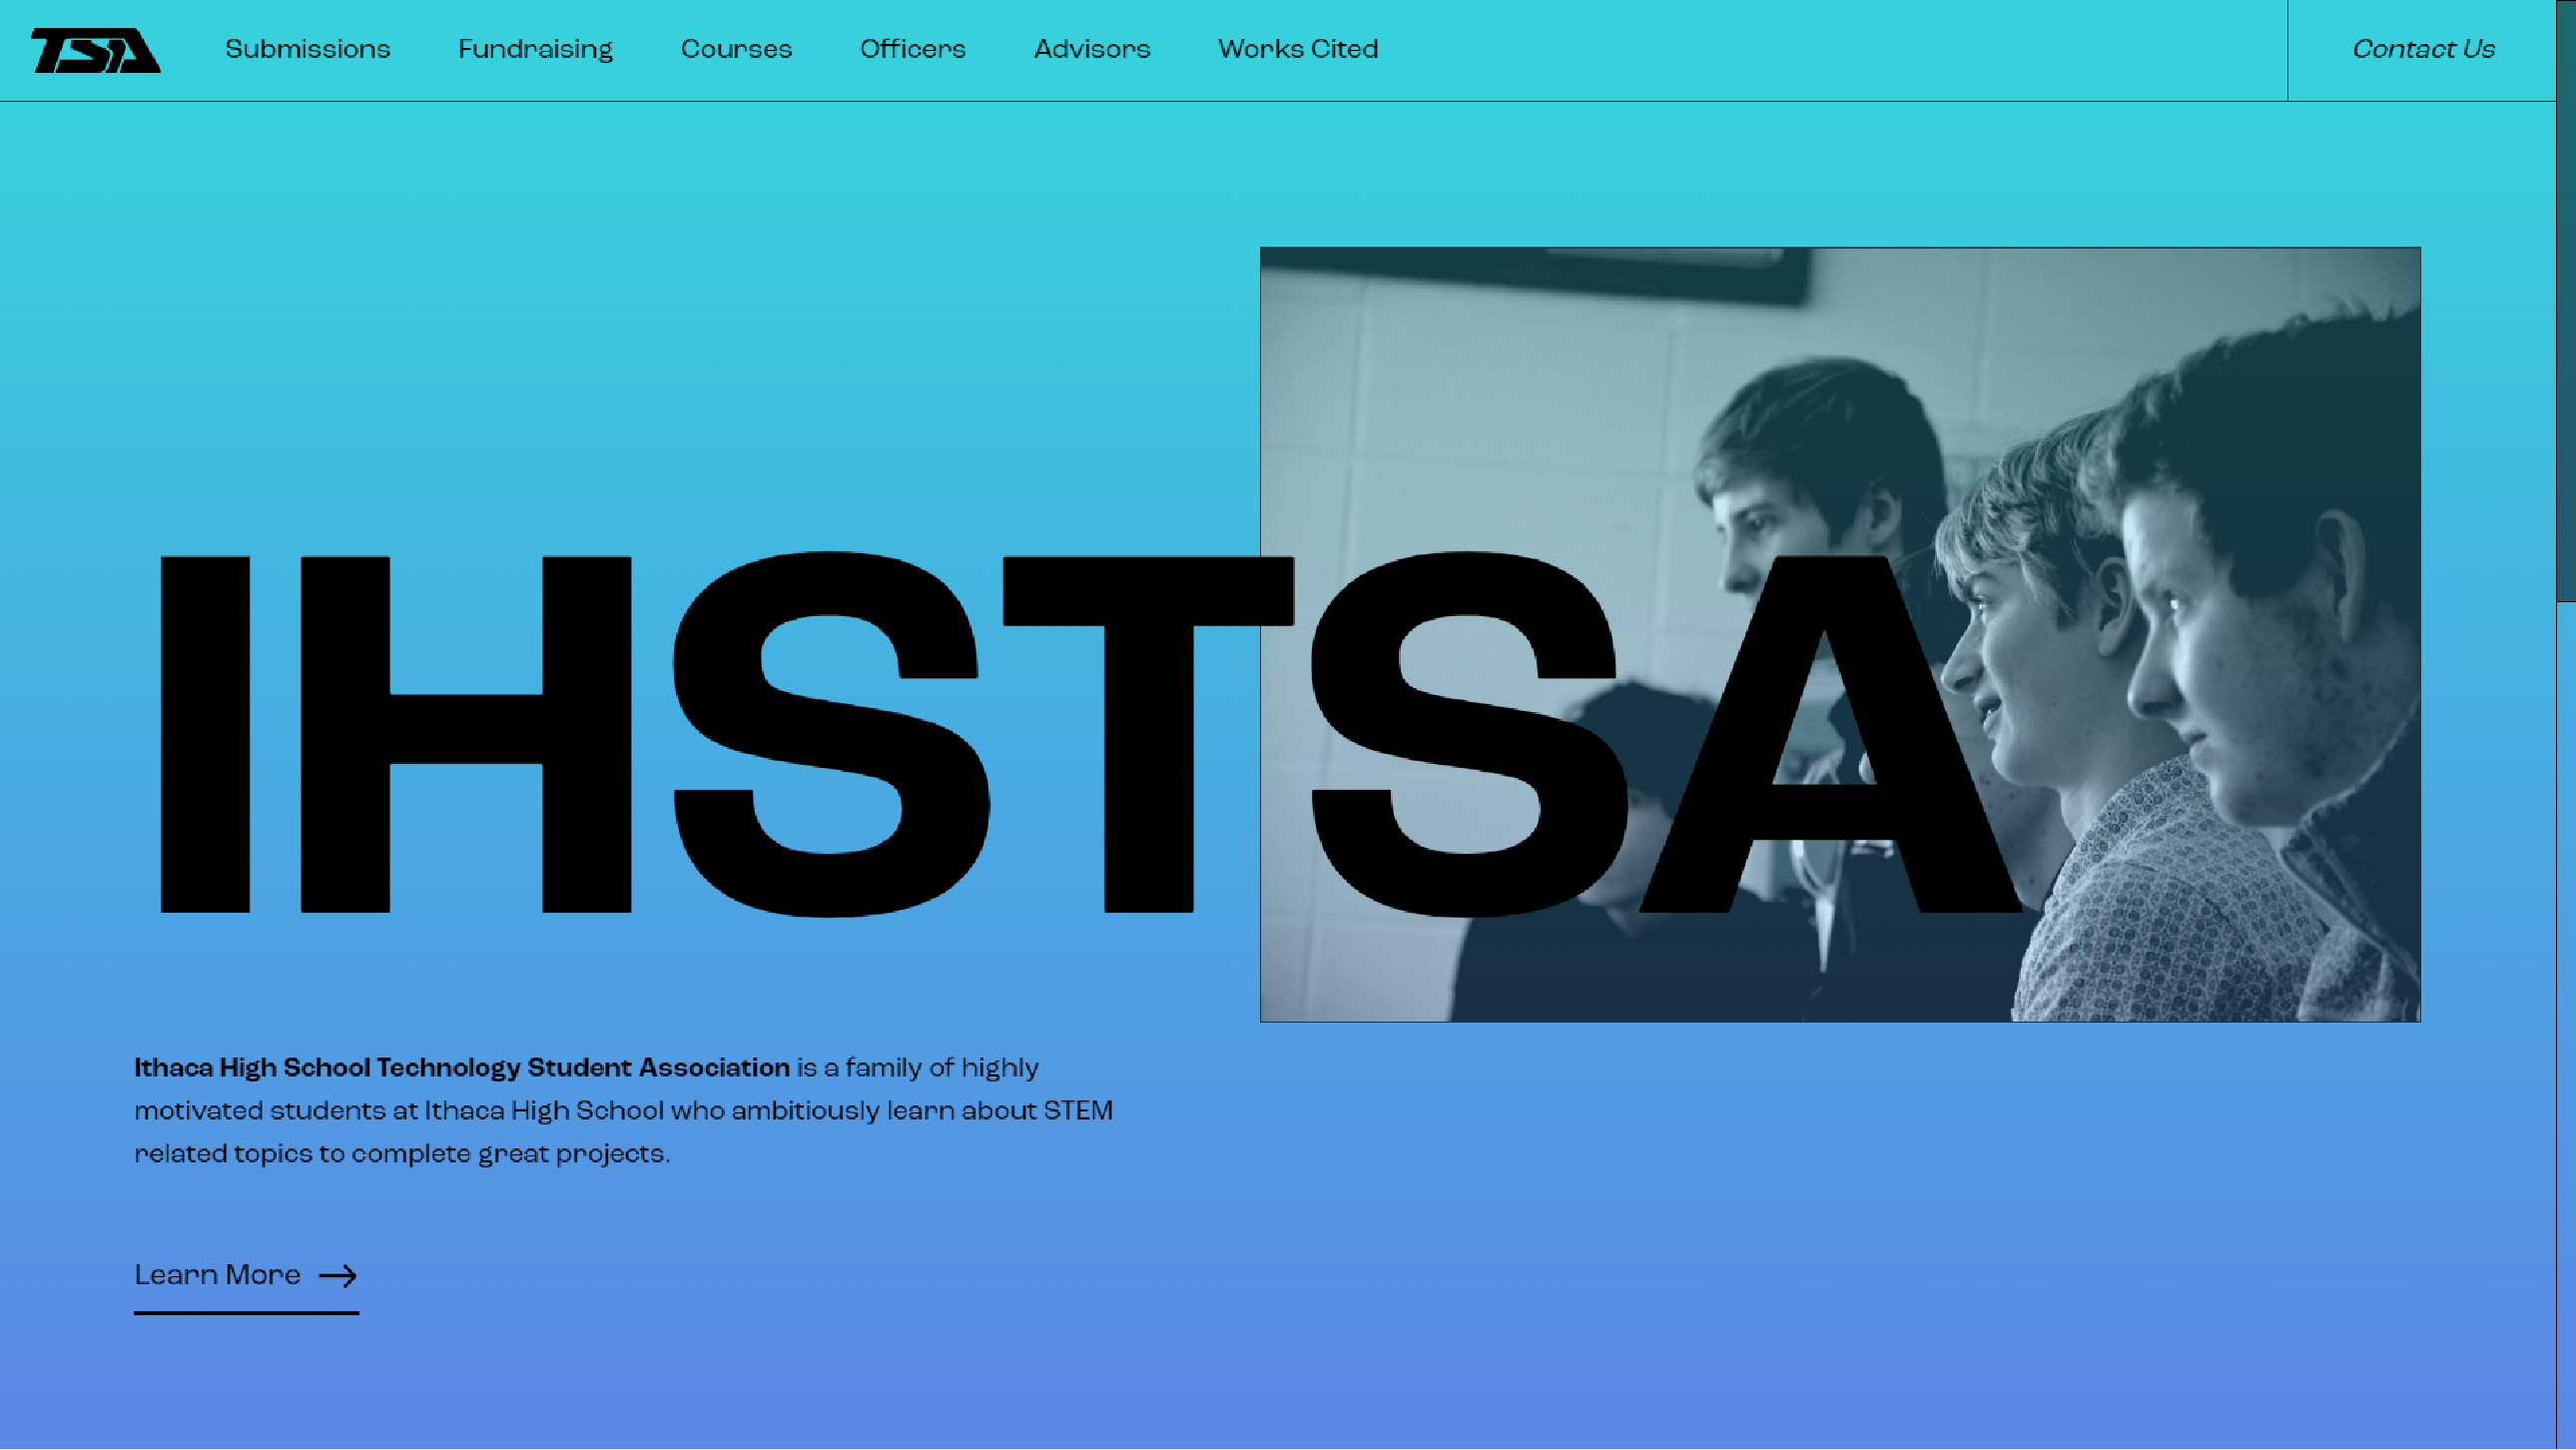 TSA
Submissions
Fundraising
Courses
Officers
Advisors
Works Cited
Contact Us
IHSTSA
Ithaca High School Technology Student Association is a family of highly
motivated students at Ithaca High School who ambitiously learn about STEM
related topics to complete great projects.
Learn More